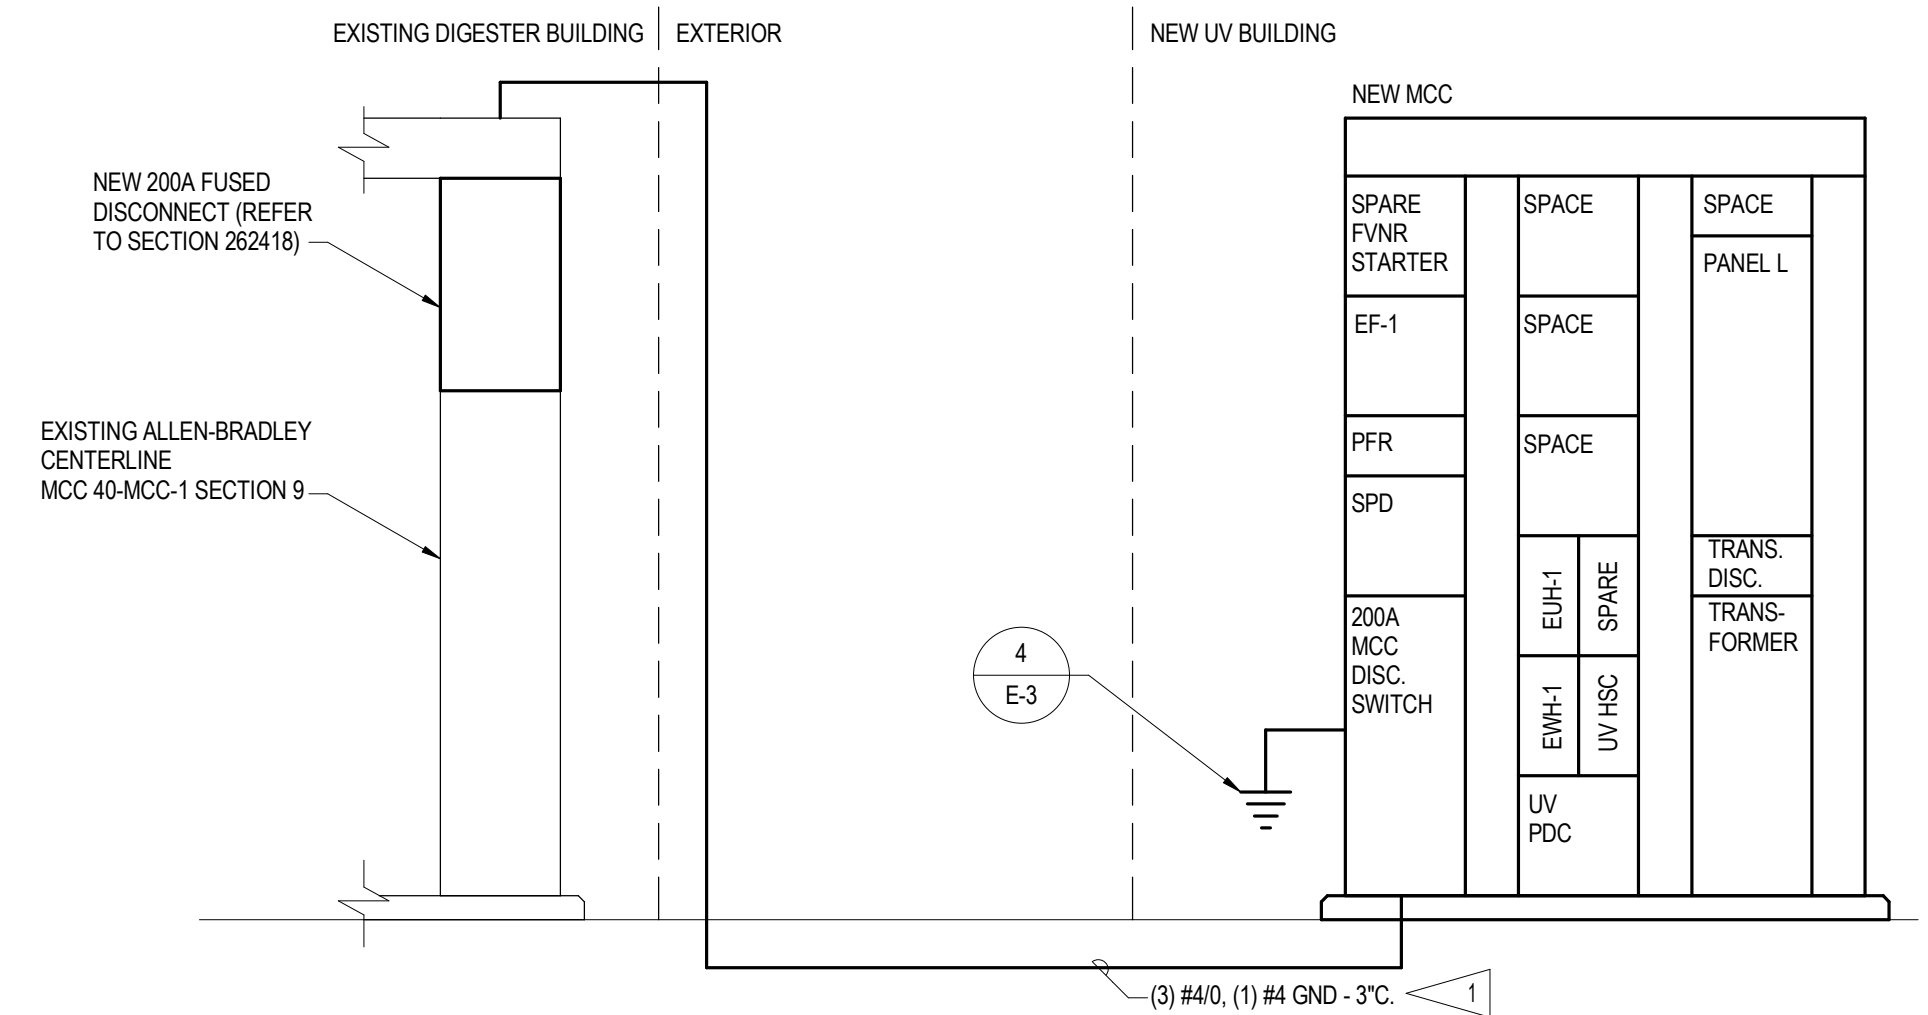 EXISTING DIGESTER BUILDING
EXTERIOR
NEW UV BUILDING
NEW MCC
NEW 200A FUSED
DISCONNECT (REFER
TO SECTION 262418)
EXISTING ALLEN-BRADLEY
CENTERLINE
MCC 40-MCC-1 SECTION 9
SPARE
FVNR
STARTER
EF-1
PFR
SPD
200A
MCC
DISC.
SWITCH
SPACE
SPACE
SPACE
EUH-1
SPARE
EWH-1
UV HSC
UV
PDC
SPACE
PANEL L
TRANS.
DISC.
TRANS-
FORMER
4
E-3
(3) #4/0, (1) #4 GND - 3"C.
1